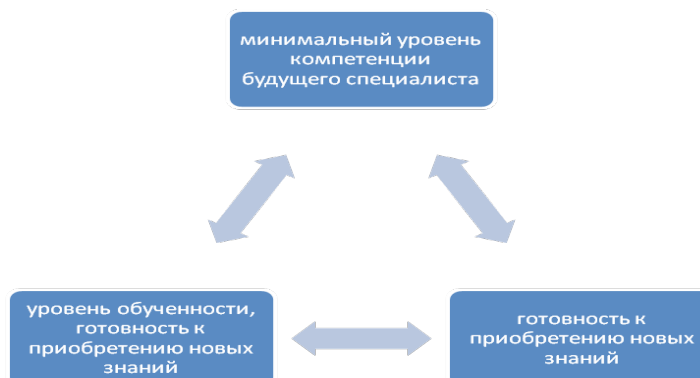 минимальный уровень
компетенции
будущего специалиста
уровень обученности,
готовность к
приобретению новых
знаний
готовность к
приобретению новых
знаний